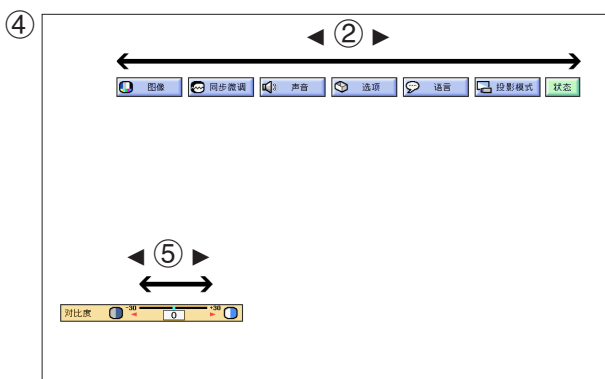 ④
◀ ② ▶
图像 同步微调 声音 选项 语言 投影模式 状态
◀ ⑤ ▶
对比度 -30 0 +30